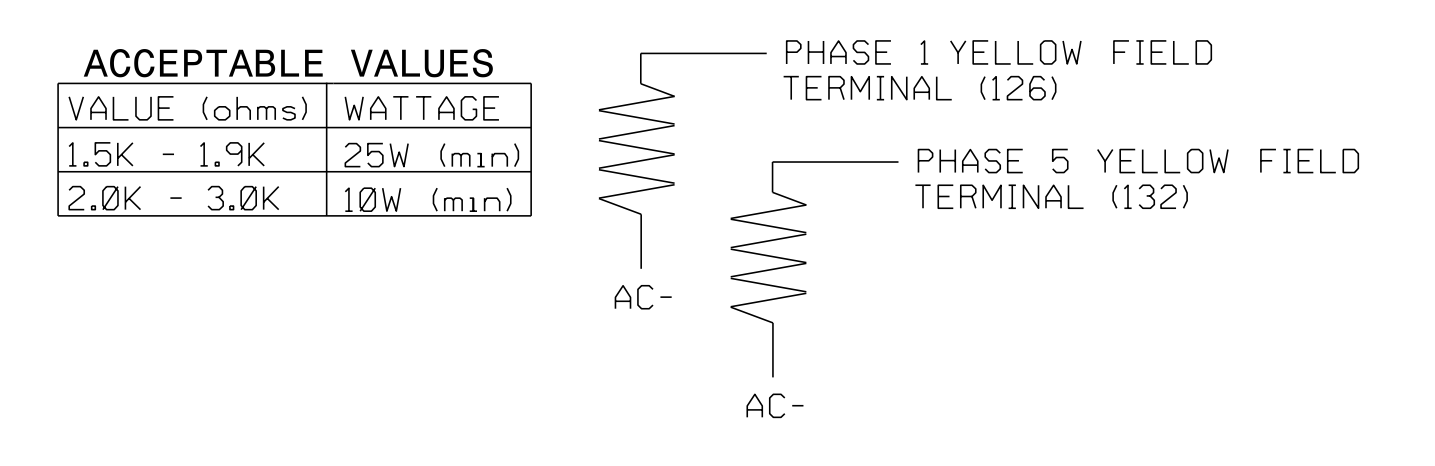 ACCEPTABLE VALUES
VALUE (ohms) WATTAGE
1.5K - 1.9K 25W (min)
2.0K - 3.0K 10W (min)
PHASE 1 YELLOW FIELD
TERMINAL (126)
AC-
PHASE 5 YELLOW FIELD
TERMINAL (132)
AC-